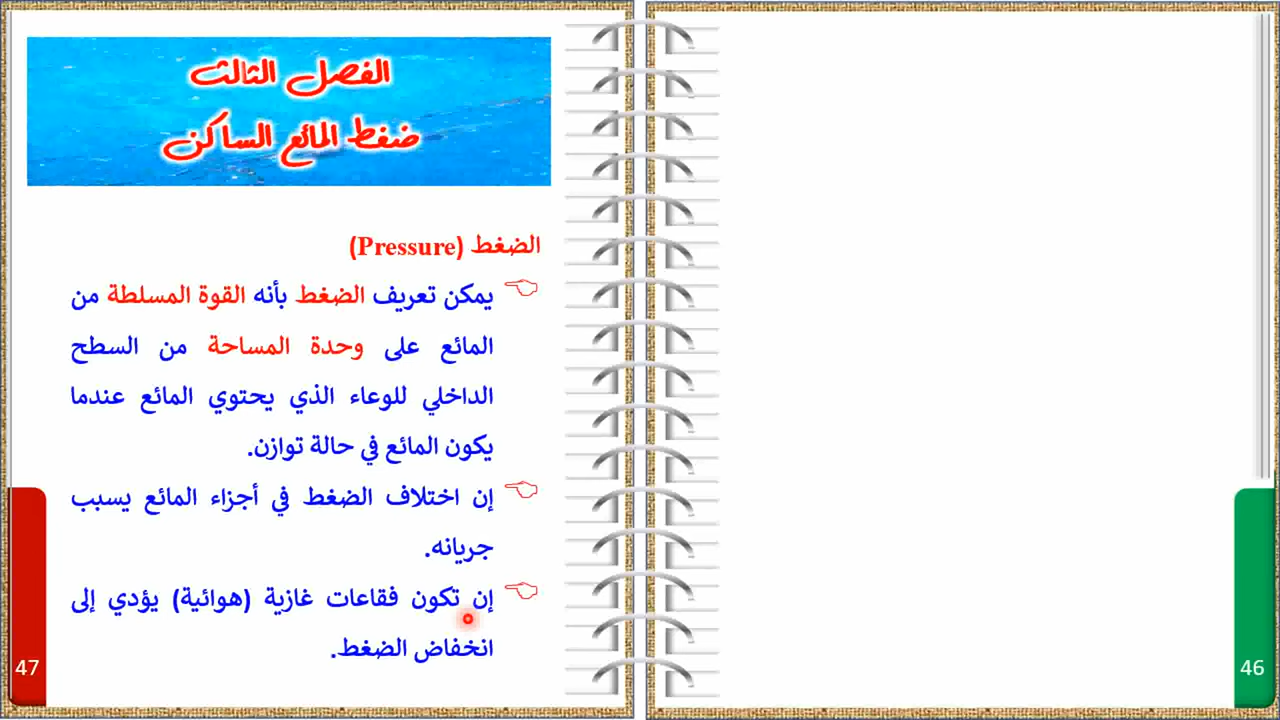 الفصل الثالث
ضغط المائع الساكن
الضغط (Pressure)
يمكن تعريف الضغط بأنه القوة المسلطة من
المائع على وحدة المساحة من السطح
الداخلي للوعاء الذي يحتوي المائع عندما
يكون المائع في حالة توازن.
إن اختلاف الضغط في أجزاء المائع يسبب
جريانه.
إن تكون فقاعات غازية (هوائية) يؤدي إلى
انخفاض الضغط.
47
46